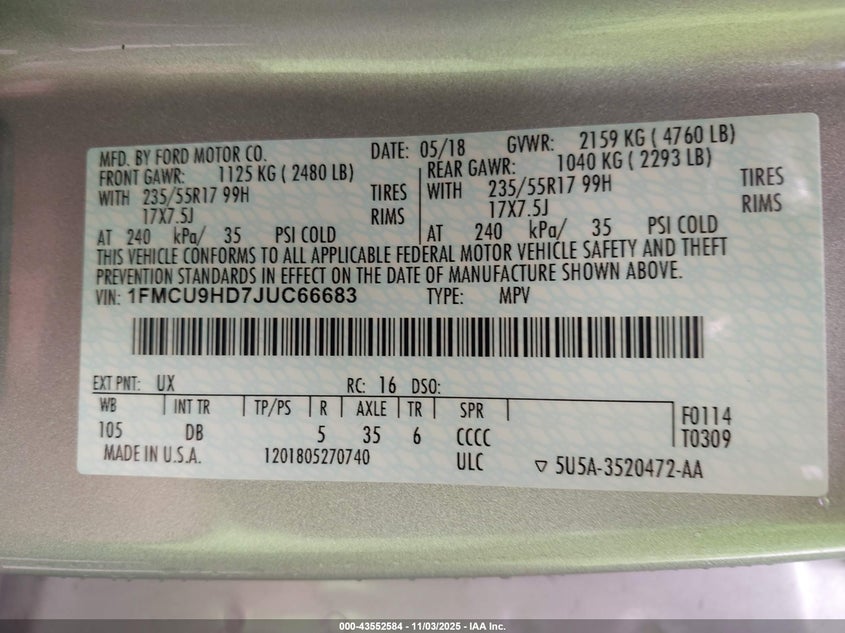 MFD. BY FORD MOTOR CO. DATE: 05/18 GVWR: 2159 KG ( 4760 LB)
FRONT GAWR: 1125 KG ( 2480 LB) REAR GAWR: 1040 KG ( 2293 LB)
WITH 235/55R17 99H TIRES WITH 235/55R17 99H TIRES
17X7.5J RIMS 17X7.5J RIMS
AT 240 kPa/ 35 PSI COLD AT 240 kPa/ 35 PSI COLD
THIS VEHICLE CONFORMS TO ALL APPLICABLE FEDERAL MOTOR VEHICLE SAFETY AND THEFT
PREVENTION STANDARDS IN EFFECT ON THE DATE OF MANUFACTURE SHOWN ABOVE.
VIN: 1FMCU9HD7JUC66683 TYPE: MPV
EXT PNT: UX RC: 16 DSO:
WB INT TR TP/PS R AXLE TR SPR F0114
105 DB 5 35 6 CCCC T0309
MADE IN U.S.A. 1201805270740 ULC ▽ 5U5A-3520472-AA
000-43552584 - 11/03/2025 - IAA Inc.